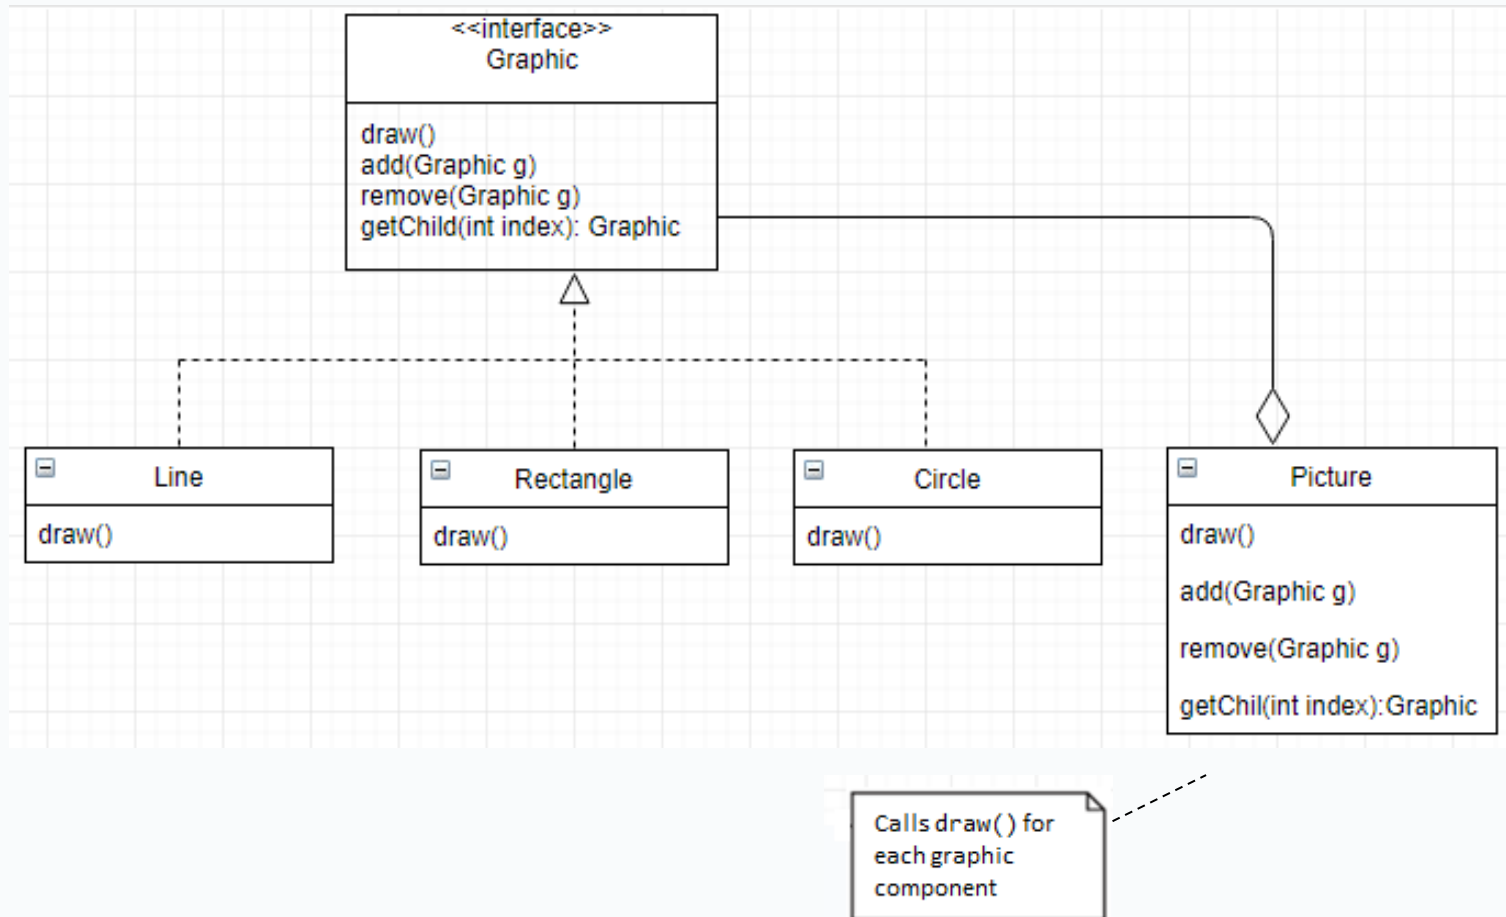 <<interface>>
Graphic
draw()
add(Graphic g)
remove(Graphic g)
getChild(int index): Graphic
Line
draw()
Rectangle
draw()
Circle
draw()
Picture
draw()
add(Graphic g)
remove(Graphic g)
getChil(int index):Graphic
Calls draw() for
each graphic
component